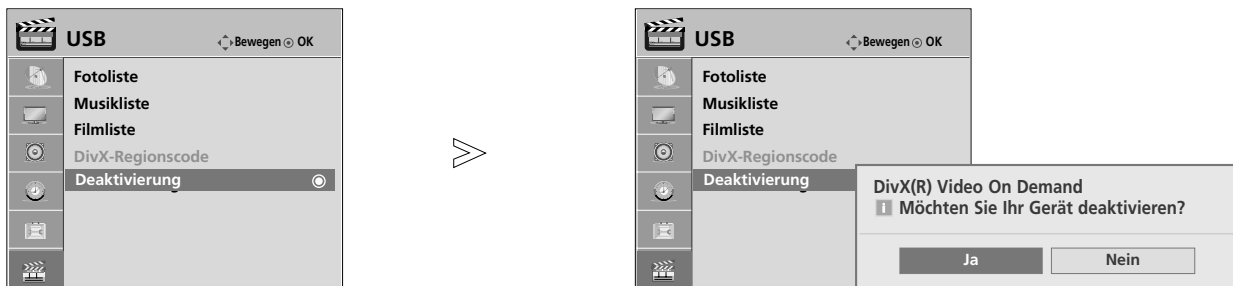 USB
Bewegen OK
Fotoliste
Musikliste
Filmliste
DivX-Regionscode
Deaktivierung
USB
Bewegen OK
Fotoliste
Musikliste
Filmliste
DivX-Regionscode
Deaktivierung
DivX(R) Video On Demand
i Möchten Sie Ihr Gerät deaktivieren?
Ja
Nein